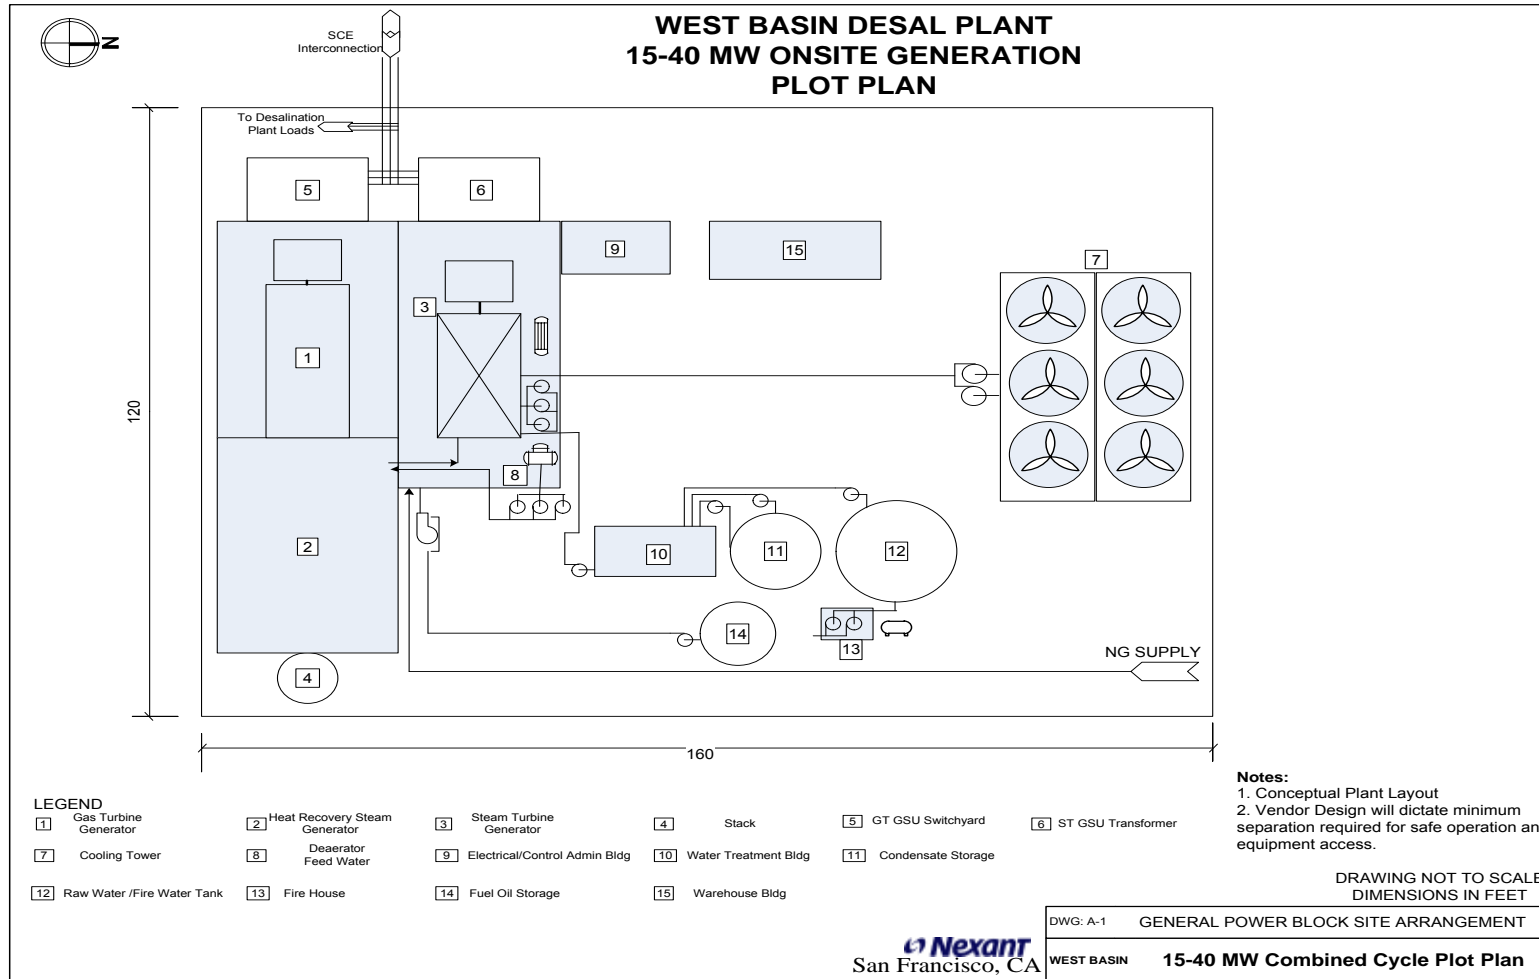 WEST BASIN DESAL PLANT
15-40 MW ONSITE GENERATION
PLOT PLAN
N
SCE
Interconnection
To Desalination
Plant Loads
5
6
9
15
7
3
1
8
2
10
11
12
14
13
4
NG SUPPLY
120
160
LEGEND
1 Gas Turbine
Generator
2 Heat Recovery Steam
Generator
3 Steam Turbine
Generator
4 Stack
5 GT GSU Switchyard
6 ST GSU Transformer
7 Cooling Tower
8 Deaerator
Feed Water
9 Electrical/Control Admin Bldg
10 Water Treatment Bldg
11 Condensate Storage
12 Raw Water /Fire Water Tank
13 Fire House
14 Fuel Oil Storage
15 Warehouse Bldg
Notes:
1. Conceptual Plant Layout
2. Vendor Design will dictate minimum
separation required for safe operation an
equipment access.
DRAWING NOT TO SCALE
DIMENSIONS IN FEET
DWG: A-1 GENERAL POWER BLOCK SITE ARRANGEMENT
WEST BASIN 15-40 MW Combined Cycle Plot Plan
Nexant
San Francisco, CA